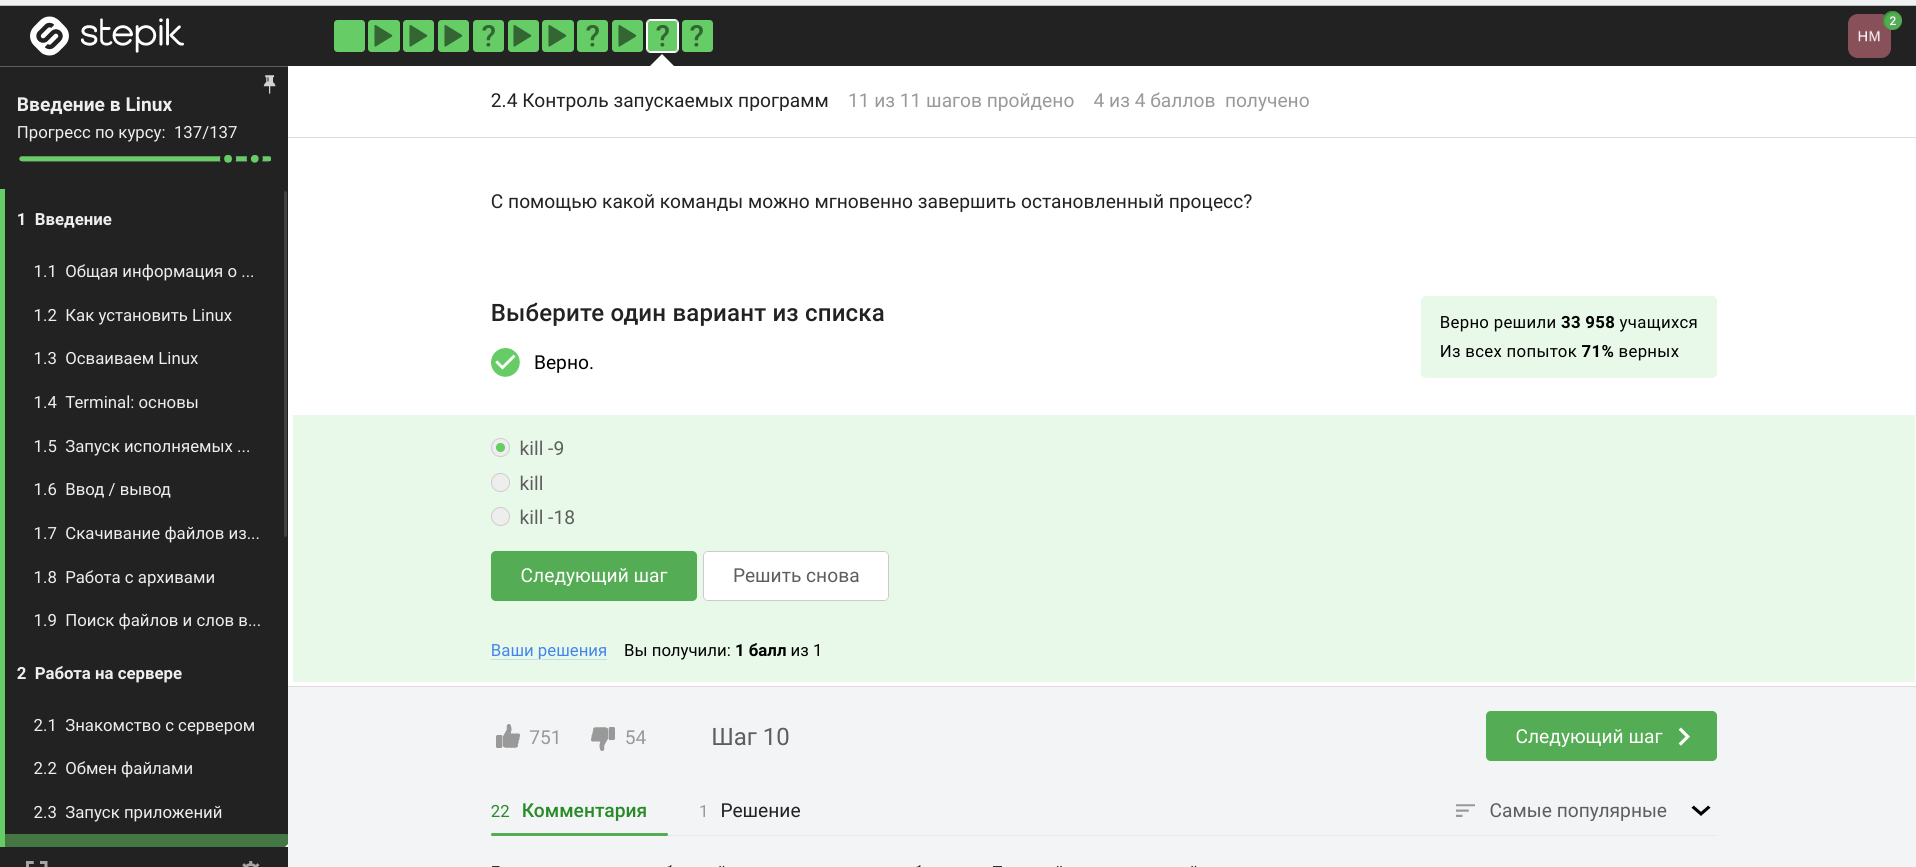 stepik
? ? ? ?
НМ
2
Введение в Linux
Прогресс по курсу: 137/137
1 Введение
1.1 Общая информация о ...
1.2 Как установить Linux
1.3 Осваиваем Linux
1.4 Terminal: основы
1.5 Запуск исполняемых ...
1.6 Ввод / вывод
1.7 Скачивание файлов из...
1.8 Работа с архивами
1.9 Поиск файлов и слов в...
2 Работа на сервере
2.1 Знакомство с сервером
2.2 Обмен файлами
2.3 Запуск приложений
2.4 Контроль запускаемых программ 11 из 11 шагов пройдено 4 из 4 баллов получено
С помощью какой команды можно мгновенно завершить остановленный процесс?
Выберите один вариант из списка
Верно.
Верно решили 33 958 учащихся
Из всех попыток 71% верных
kill -9
kill
kill -18
Следующий шаг Решить снова
Ваши решения Вы получили: 1 балл из 1
751 54 Шаг 10 Следующий шаг
22 Комментария 1 Решение Самые популярные